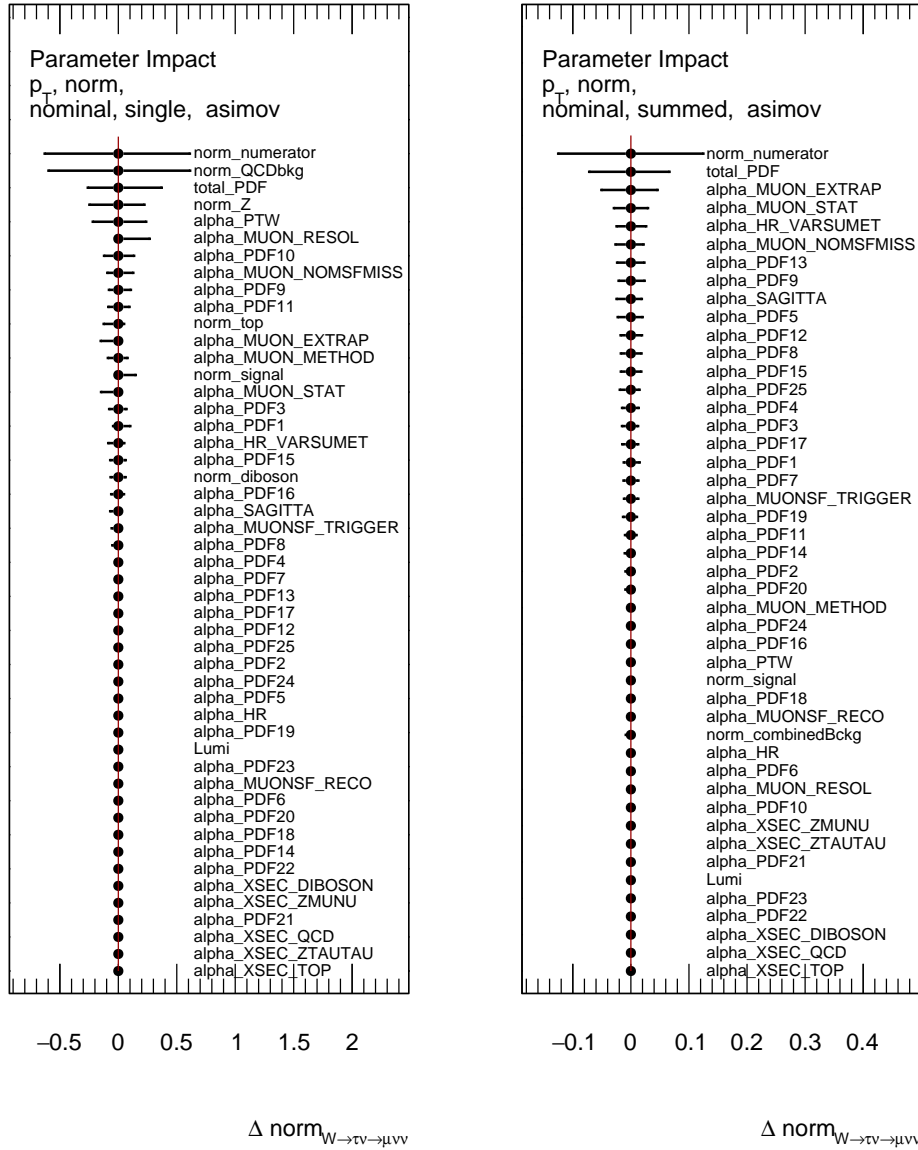 Parameter Impact
pT, norm,
nominal, single, asimov
norm_numerator
norm_QCDbkg
total_PDF
norm_Z
alpha_PTW
alpha_MUON_RESOL
alpha_PDF10
alpha_MUON_NOMSFMISS
alpha_PDF9
alpha_PDF11
norm_top
alpha_MUON_EXTRAP
alpha_MUON_METHOD
norm_signal
alpha_MUON_STAT
alpha_PDF3
alpha_PDF1
alpha_HR_VARSUMET
alpha_PDF15
norm_diboson
alpha_PDF16
alpha_SAGITTA
alpha_MUONSF_TRIGGER
alpha_PDF8
alpha_PDF4
alpha_PDF7
alpha_PDF13
alpha_PDF17
alpha_PDF12
alpha_PDF25
alpha_PDF2
alpha_PDF24
alpha_PDF5
alpha_HR
alpha_PDF19
Lumi
alpha_PDF23
alpha_MUONSF_RECO
alpha_PDF6
alpha_PDF20
alpha_PDF18
alpha_PDF14
alpha_PDF22
alpha_XSEC_DIBOSON
alpha_XSEC_ZMUNU
alpha_PDF21
alpha_XSEC_QCD
alpha_XSEC_ZTAUTAU
alpha_XSEC_TOP
−0.5 0 0.5 1 1.5 2
Δ normW→τν→μνν
Parameter Impact
pT, norm,
nominal, summed, asimov
norm_numerator
total_PDF
alpha_MUON_EXTRAP
alpha_MUON_STAT
alpha_HR_VARSUMET
alpha_MUON_NOMSFMISS
alpha_PDF13
alpha_PDF9
alpha_SAGITTA
alpha_PDF5
alpha_PDF12
alpha_PDF8
alpha_PDF15
alpha_PDF25
alpha_PDF4
alpha_PDF3
alpha_PDF17
alpha_PDF1
alpha_PDF7
alpha_MUONSF_TRIGGER
alpha_PDF19
alpha_PDF11
alpha_PDF14
alpha_PDF2
alpha_PDF20
alpha_MUON_METHOD
alpha_PDF24
alpha_PDF16
alpha_PTW
norm_signal
alpha_PDF18
alpha_MUONSF_RECO
norm_combinedBckg
alpha_HR
alpha_PDF6
alpha_MUON_RESOL
alpha_PDF10
alpha_XSEC_ZMUNU
alpha_XSEC_ZTAUTAU
alpha_PDF21
Lumi
alpha_PDF23
alpha_PDF22
alpha_XSEC_DIBOSON
alpha_XSEC_QCD
alpha_XSEC_TOP
−0.1 0 0.1 0.2 0.3 0.4
Δ normW→τν→μνν